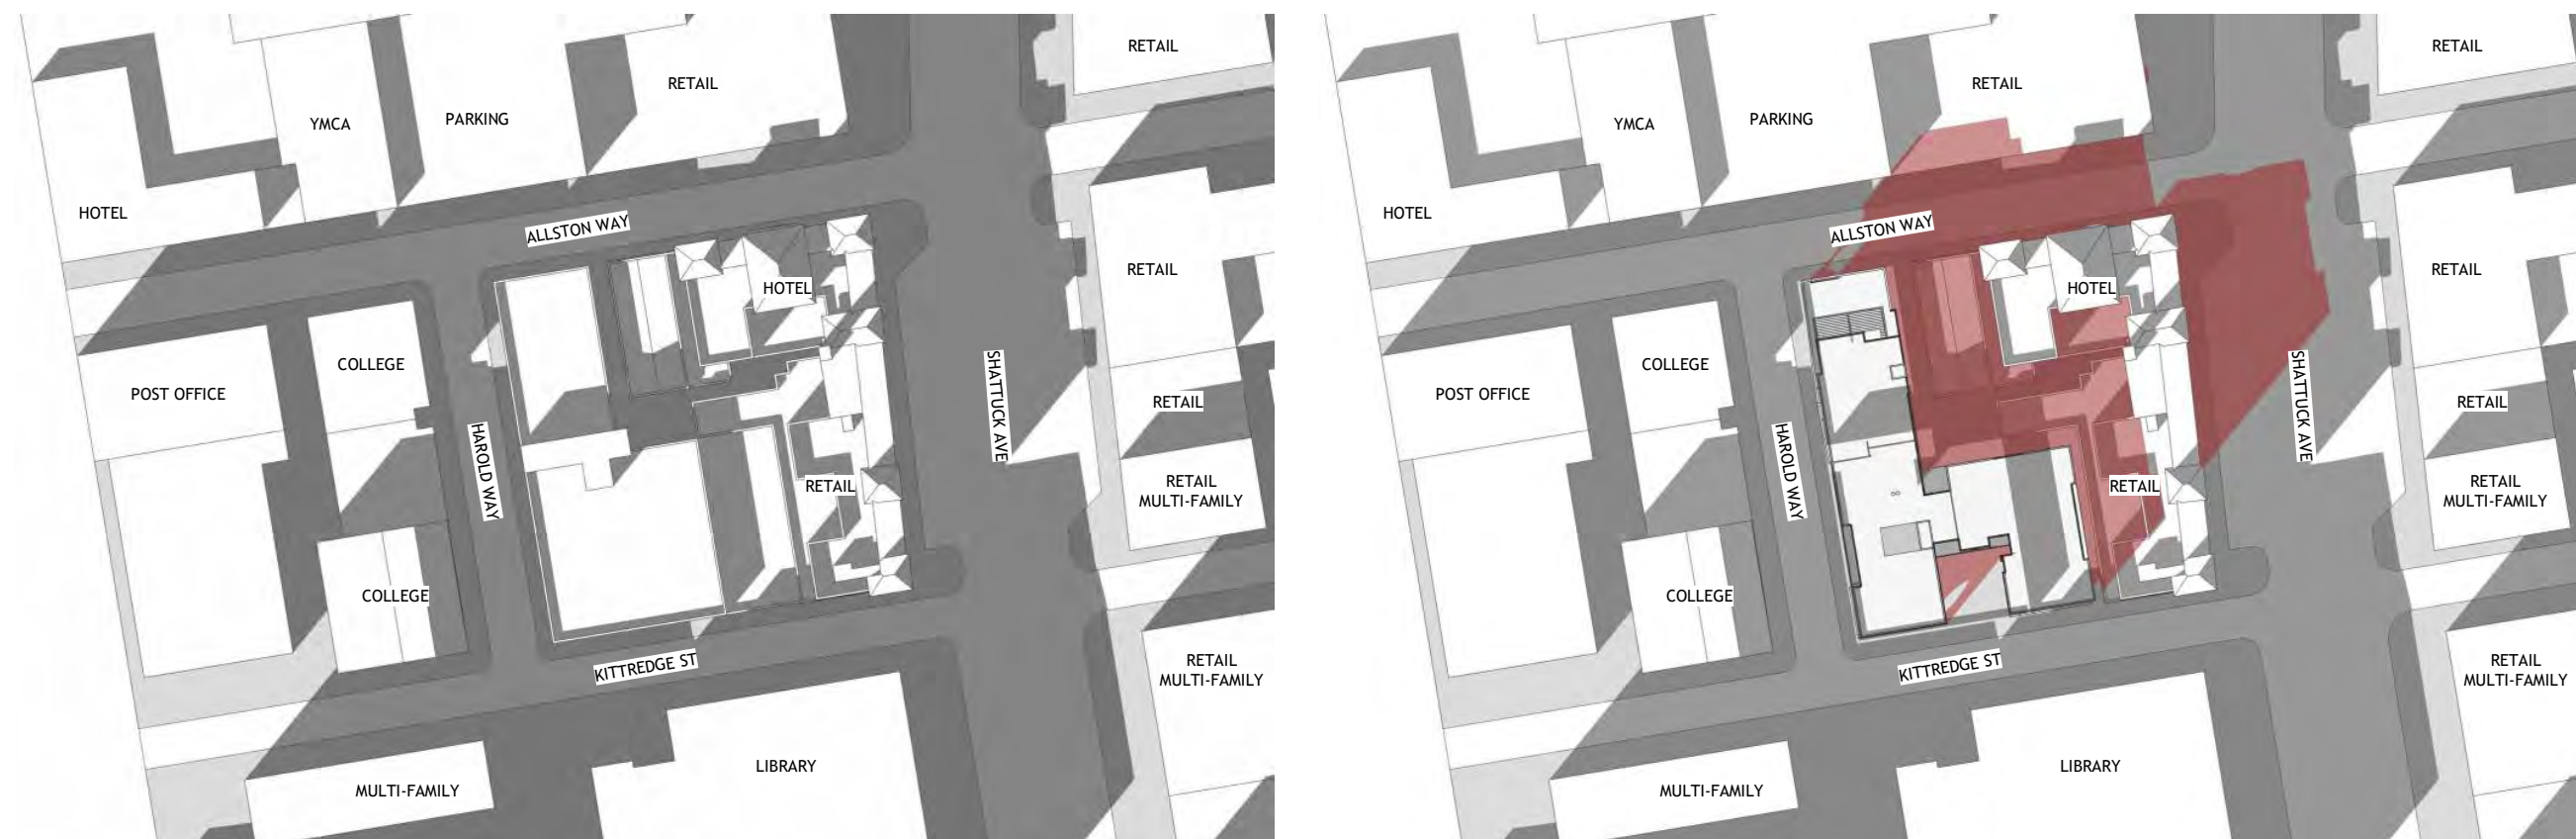 RETAIL
RETAIL
YMCA
PARKING
HOTEL
ALLSTON WAY
HOTEL
RETAIL
COLLEGE
POST OFFICE
SHATTUCK AVE
RETAIL
HAROLD WAY
RETAIL
RETAIL
MULTI-FAMILY
COLLEGE
KITTREDGE ST
RETAIL
MULTI-FAMILY
LIBRARY
MULTI-FAMILY
RETAIL
RETAIL
YMCA
PARKING
HOTEL
ALLSTON WAY
HOTEL
RETAIL
COLLEGE
POST OFFICE
SHATTUCK AVE
RETAIL
HAROLD WAY
RETAIL
RETAIL
MULTI-FAMILY
COLLEGE
KITTREDGE ST
RETAIL
MULTI-FAMILY
LIBRARY
MULTI-FAMILY